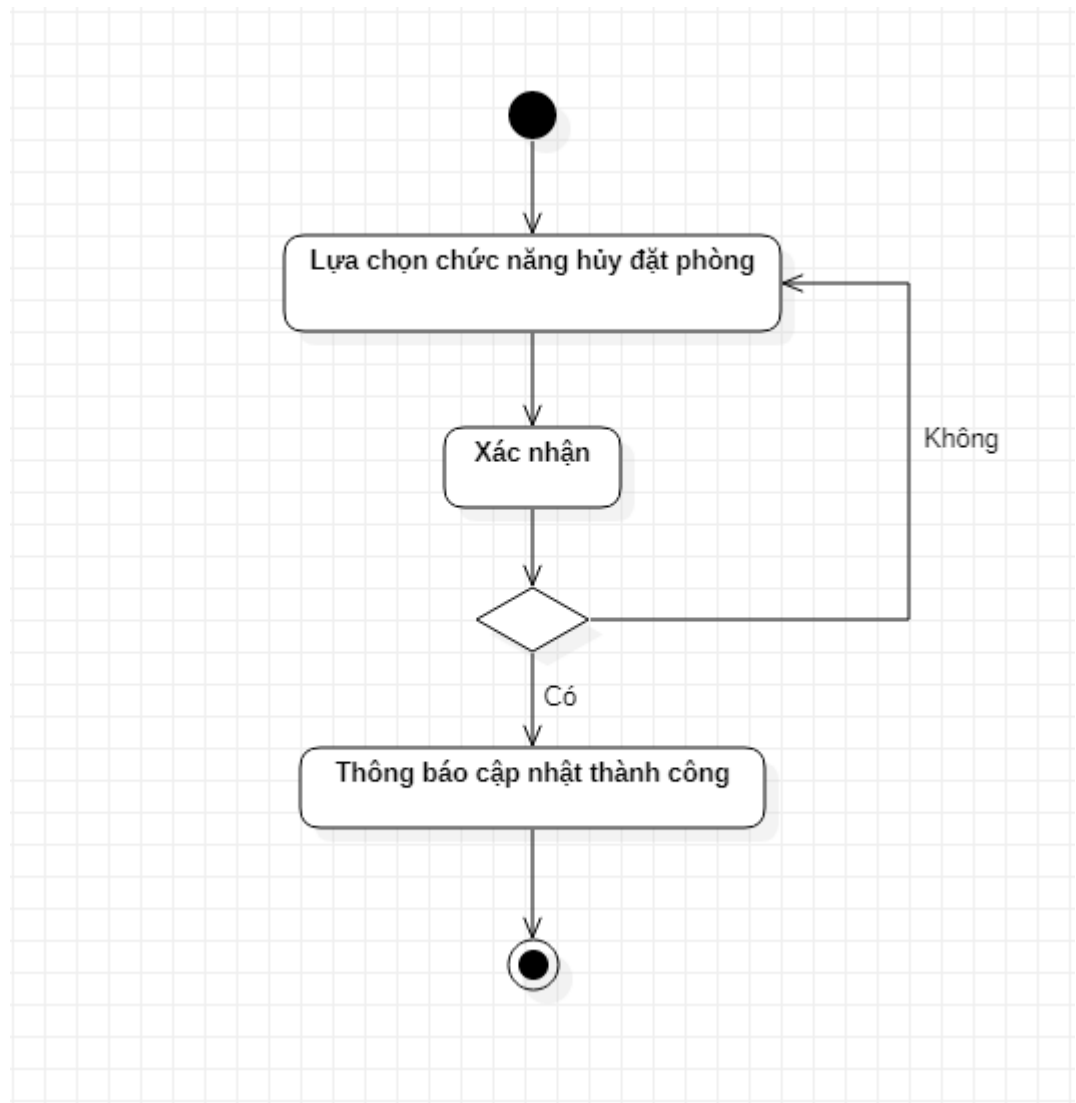 Lựa chọn chức năng hủy đặt phòng
Không
Xác nhận
Có
Thông báo cập nhật thành công